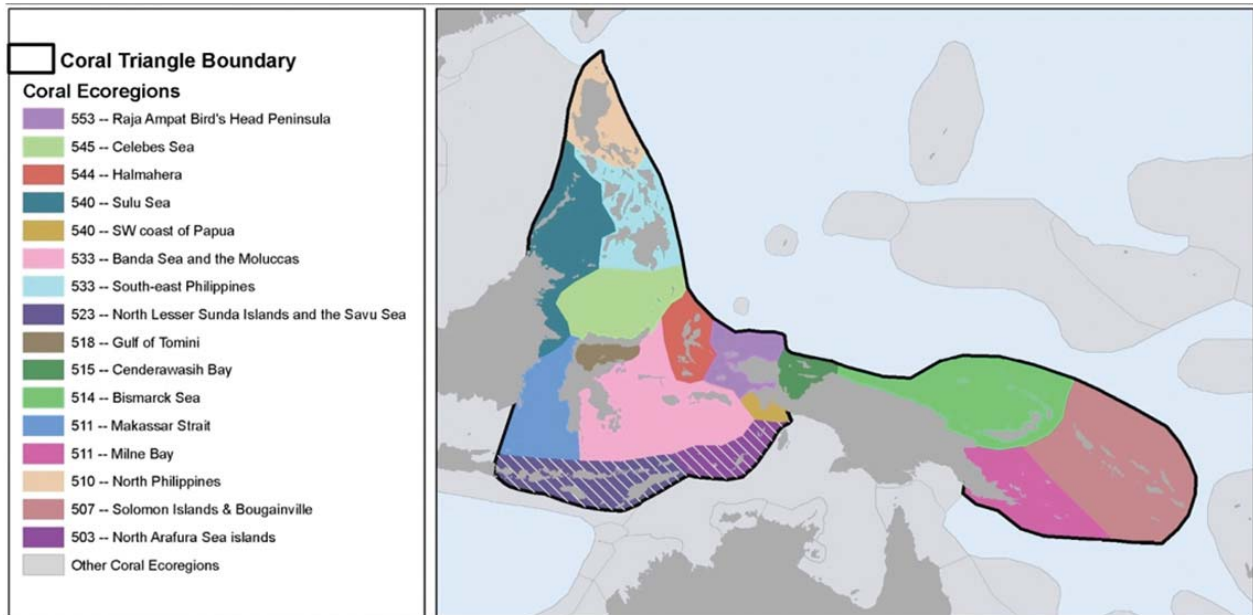 Coral Triangle Boundary
Coral Ecoregions
553 -- Raja Ampat Bird's Head Peninsula
545 -- Celebes Sea
544 -- Halmahera
540 -- Sulu Sea
540 -- SW coast of Papua
533 -- Banda Sea and the Moluccas
533 -- South-east Philippines
523 -- North Lesser Sunda Islands and the Savu Sea
518 -- Gulf of Tomini
515 -- Cenderawasih Bay
514 -- Bismarck Sea
511 -- Makassar Strait
511 -- Milne Bay
510 -- North Philippines
507 -- Solomon Islands & Bougainville
503 -- North Arafura Sea islands
Other Coral Ecoregions